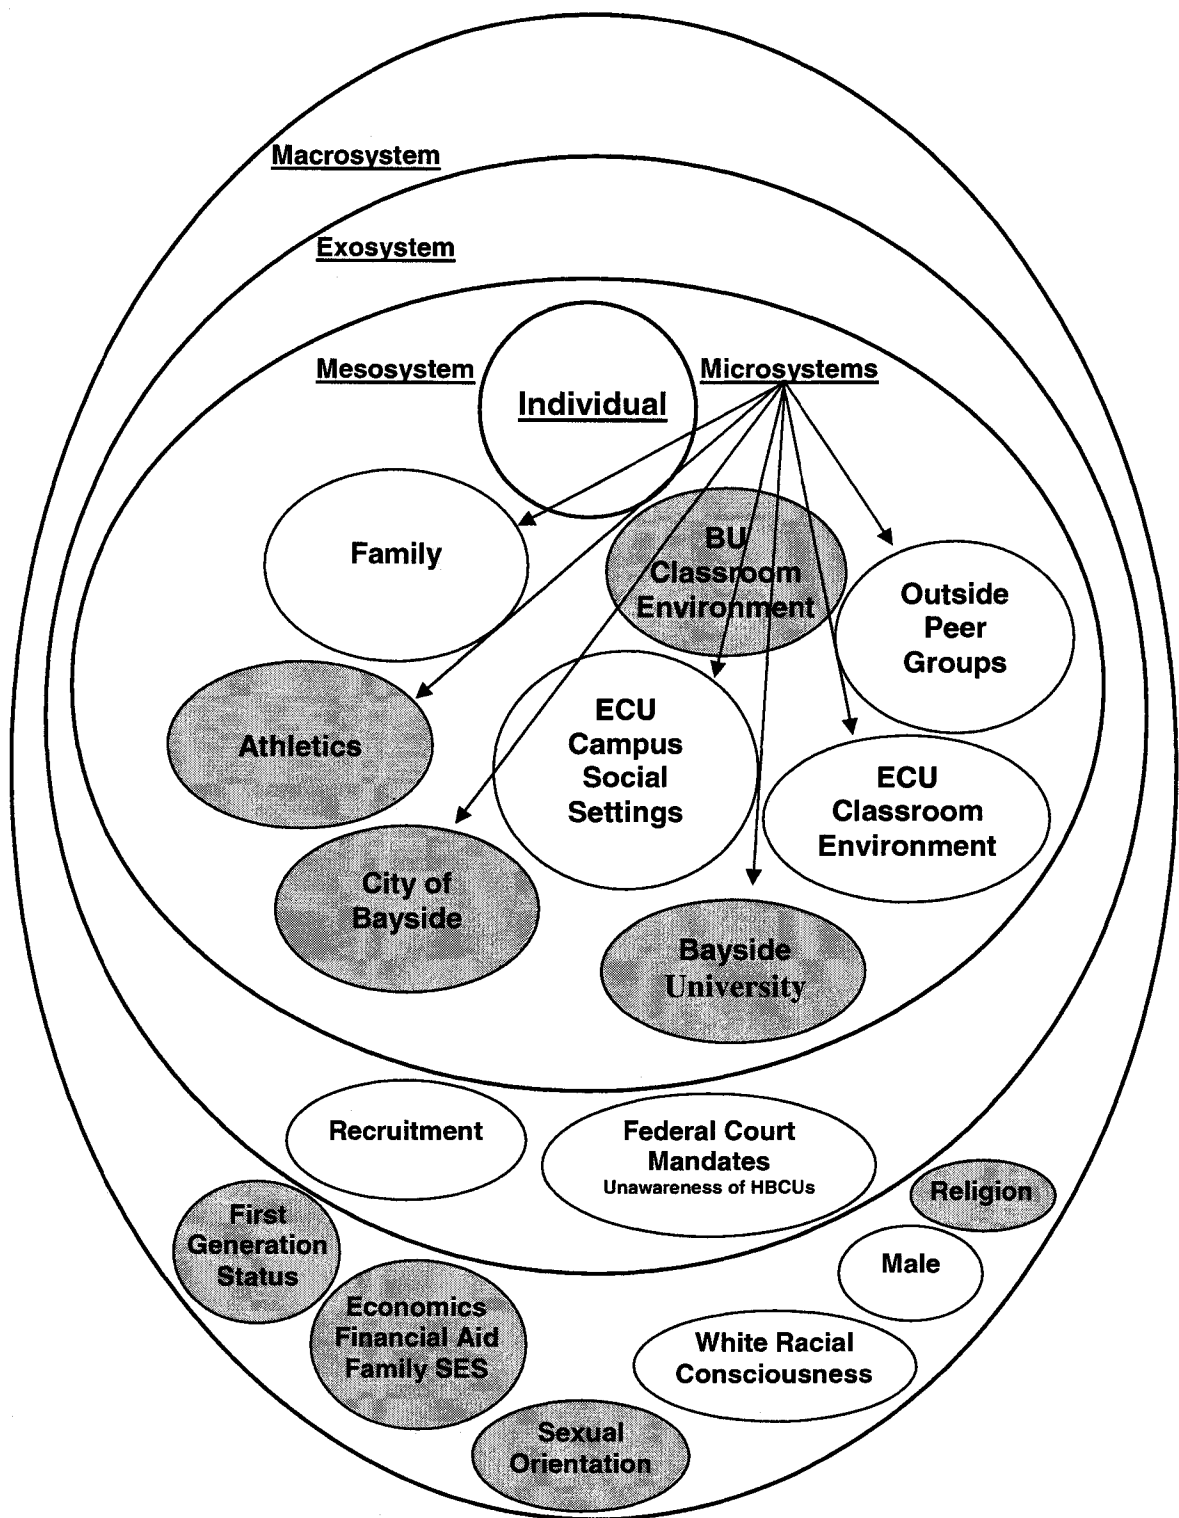 Macrosystem
Exosystem
Mesosystem
Microsystems
Individual
Family
BU
Classroom
Environment
Outside
Peer
Groups
Athletics
ECU
Campus
Social
Settings
ECU
Classroom
Environment
City of
Bayside
Bayside
University
Recruitment
Federal Court
Mandates
Unawareness of HBCUs
Religion
First
Generation
Status
Male
Economics
Financial Aid
Family SES
White Racial
Consciousness
Sexual
Orientation